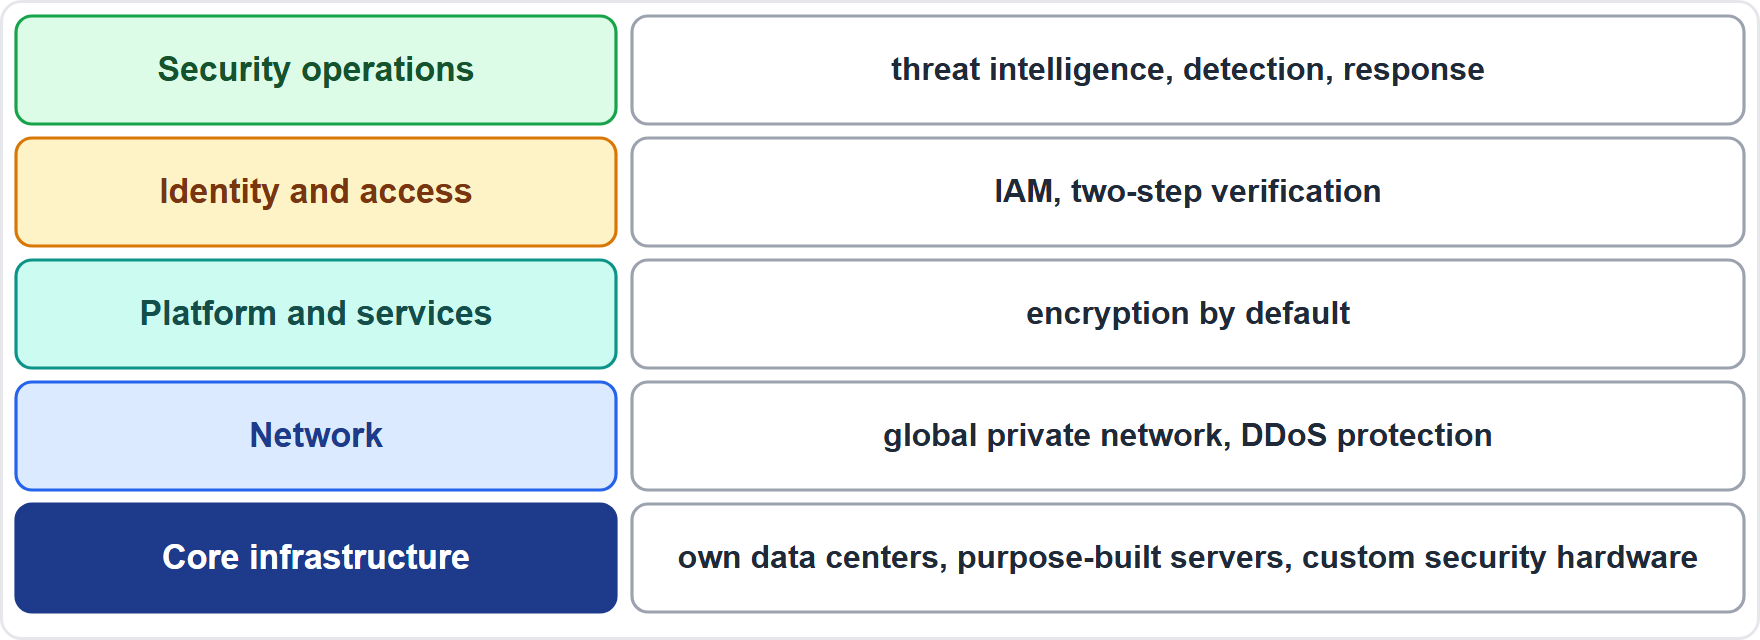 Security operations
threat intelligence, detection, response
Identity and access
IAM, two-step verification
Platform and services
encryption by default
Network
global private network, DDoS protection
Core infrastructure
own data centers, purpose-built servers, custom security hardware